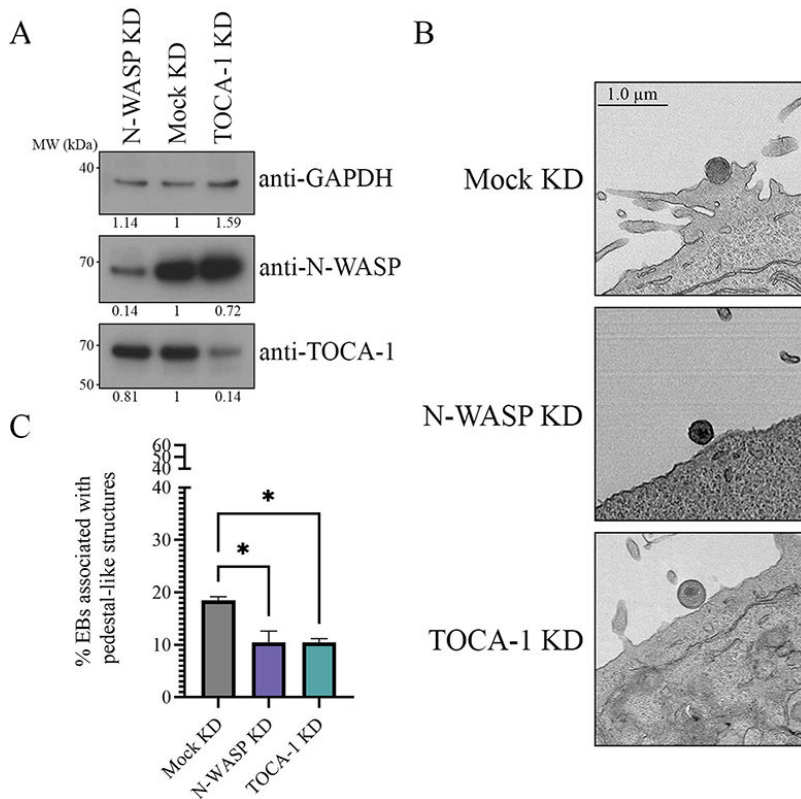 A
N-WASP KD
Mock KD
TOCA-1 KD
MW (kDa)
40
anti-GAPDH
1.14 1 1.59
70
anti-N-WASP
0.14 1 0.72
70
anti-TOCA-1
50
0.81 1 0.14
B
1.0 µm
Mock KD
N-WASP KD
TOCA-1 KD
C
% EBs associated with
pedestal-like structures
60
50
40
40
30
20
10
0
*
*
Mock KD
N-WASP KD
TOCA-1 KD